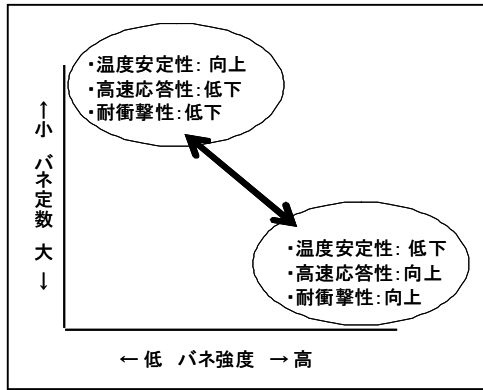 ・温度安定性：向上
・高速応答性：低下
・耐衝撃性：低下
←小 バネ定数 大→
・温度安定性：低下
・高速応答性：向上
・耐衝撃性：向上
←低 バネ強度 →高